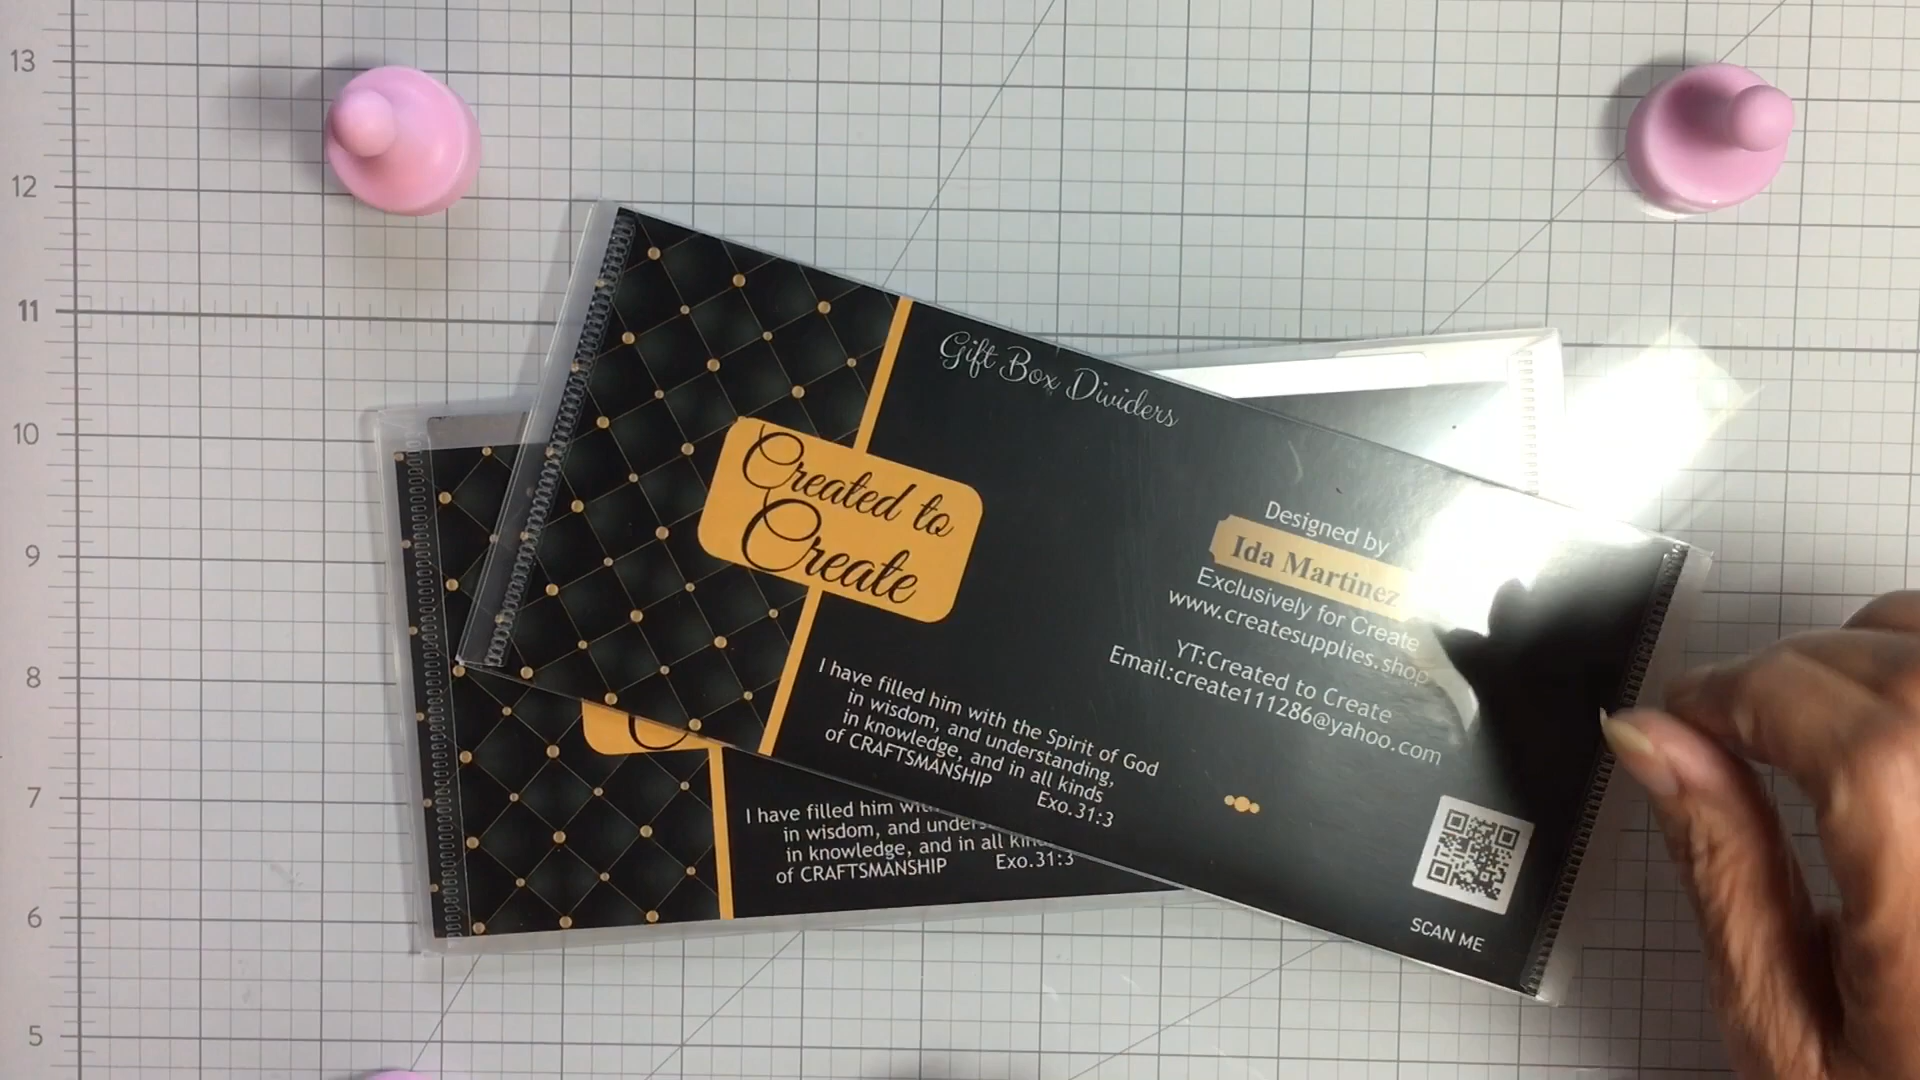 13
12
11
10
9
8
7
6
5
Gift Box Dividers
Created to
Create
Designed by
Ida Martinez
Exclusively for Create
www.createsupplies.shop
YT:Created to Create
Email:create111286@yahoo.com
I have filled him with the Spirit of God
in wisdom, and understanding,
in knowledge, and in all kinds
of CRAFTSMANSHIP
Exo.31:3
SCAN ME
I have filled him
in wisdom, and
in knowledge, and in all
of CRAFTSMANSHIP
Exo.31:3